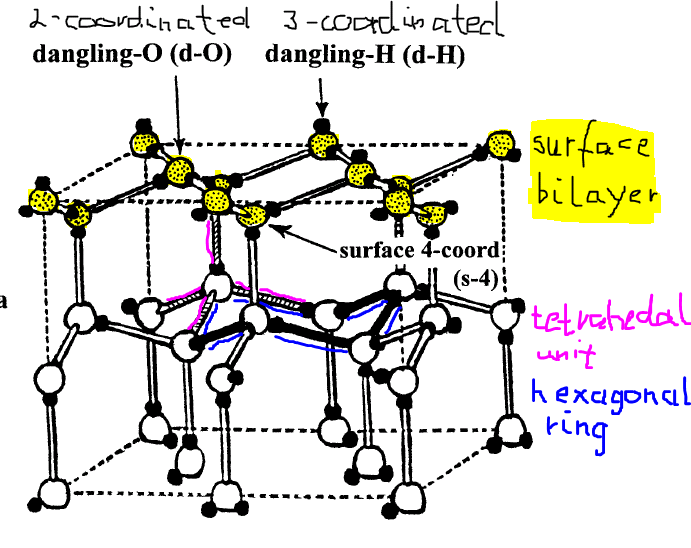 2-coordinated 3-coordinated
dangling-O (d-O) dangling-H (d-H)
surface
bilayer
surface 4-coord
(s-4)
a
tetrahedal
unit
hexagonal
ring